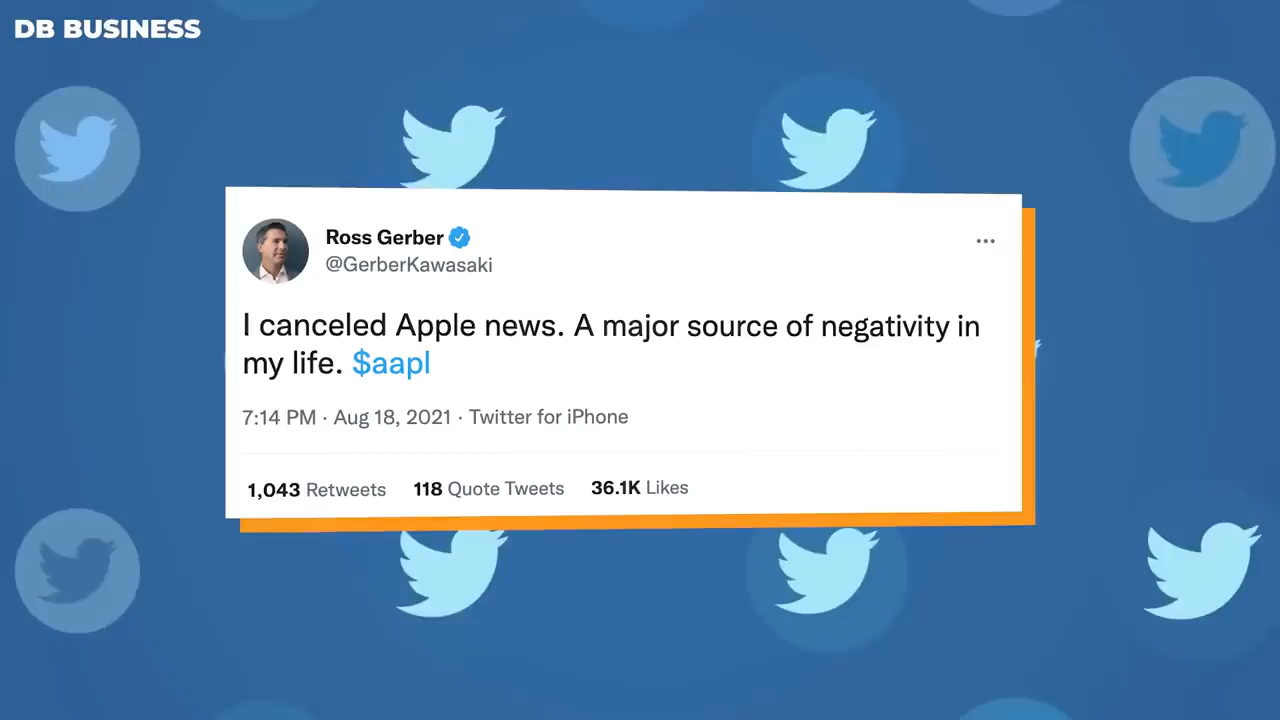 DB BUSINESS
Ross Gerber
@GerberKawasaki
I canceled Apple news. A major source of negativity in
my life. $aapl
7:14 PM · Aug 18, 2021 · Twitter for iPhone
1,043 Retweets 118 Quote Tweets 36.1K Likes